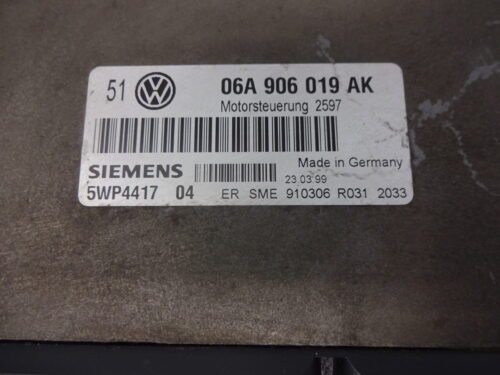 51 VW 06A 906 019 AK
Motorsteuerung 2597
SIEMENS Made in Germany
23.03.99
5WP4417 04 ER SME 910306 R031 2033